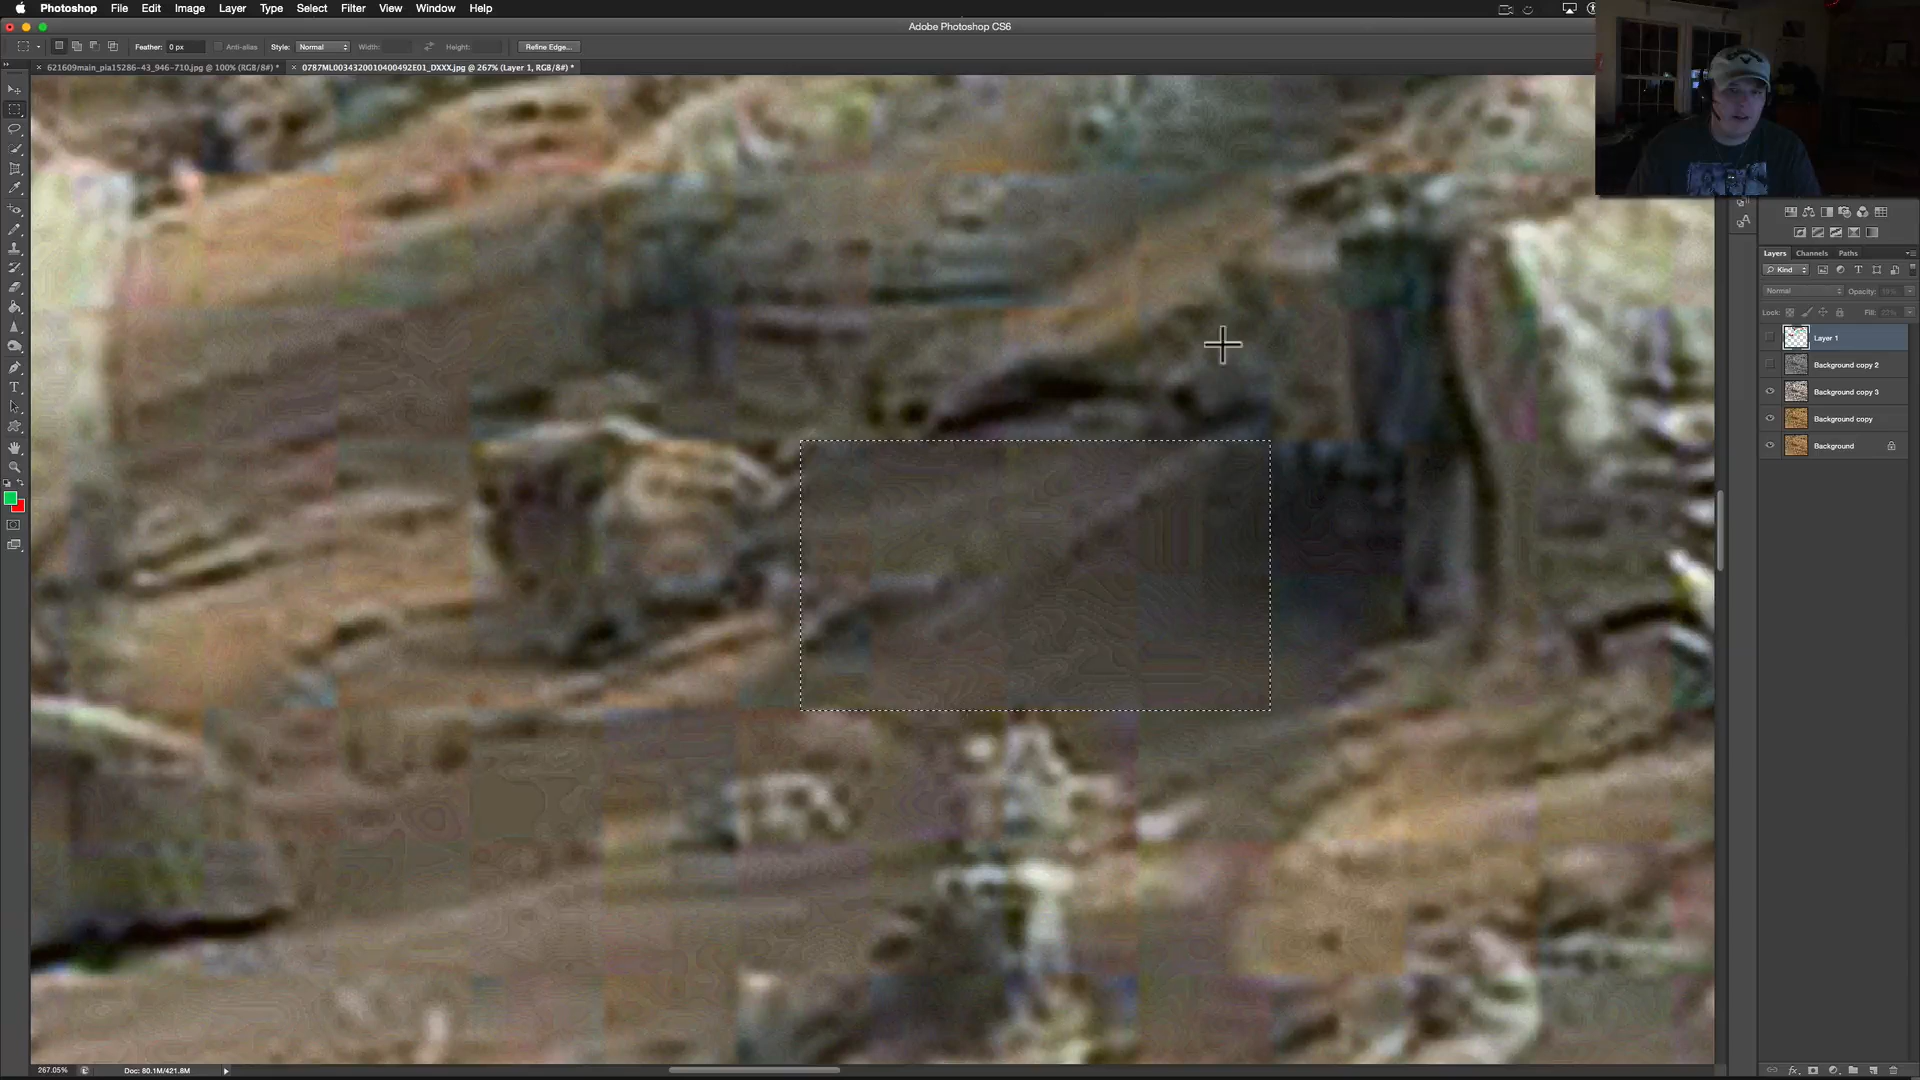 Photoshop File Edit Image Layer Type Select Filter View Window Help
Adobe Photoshop CS6
Feather: 0 px Anti-alias Style: Normal Width: Height: Refine Edge...
× 621609main_pia15286-43_946-710.jpg @ 100% (RGB/8#) * × 0787ML0034320010400492E01_DXXX.jpg @ 267% (Layer 1, RGB/8#) *
Layers Channels Paths
Kind
Normal Opacity: 19%
Lock: Fill: 22%
Layer 1
Background copy 2
Background copy 3
Background copy
Background
267.05% Doc: 80.1M/421.8M